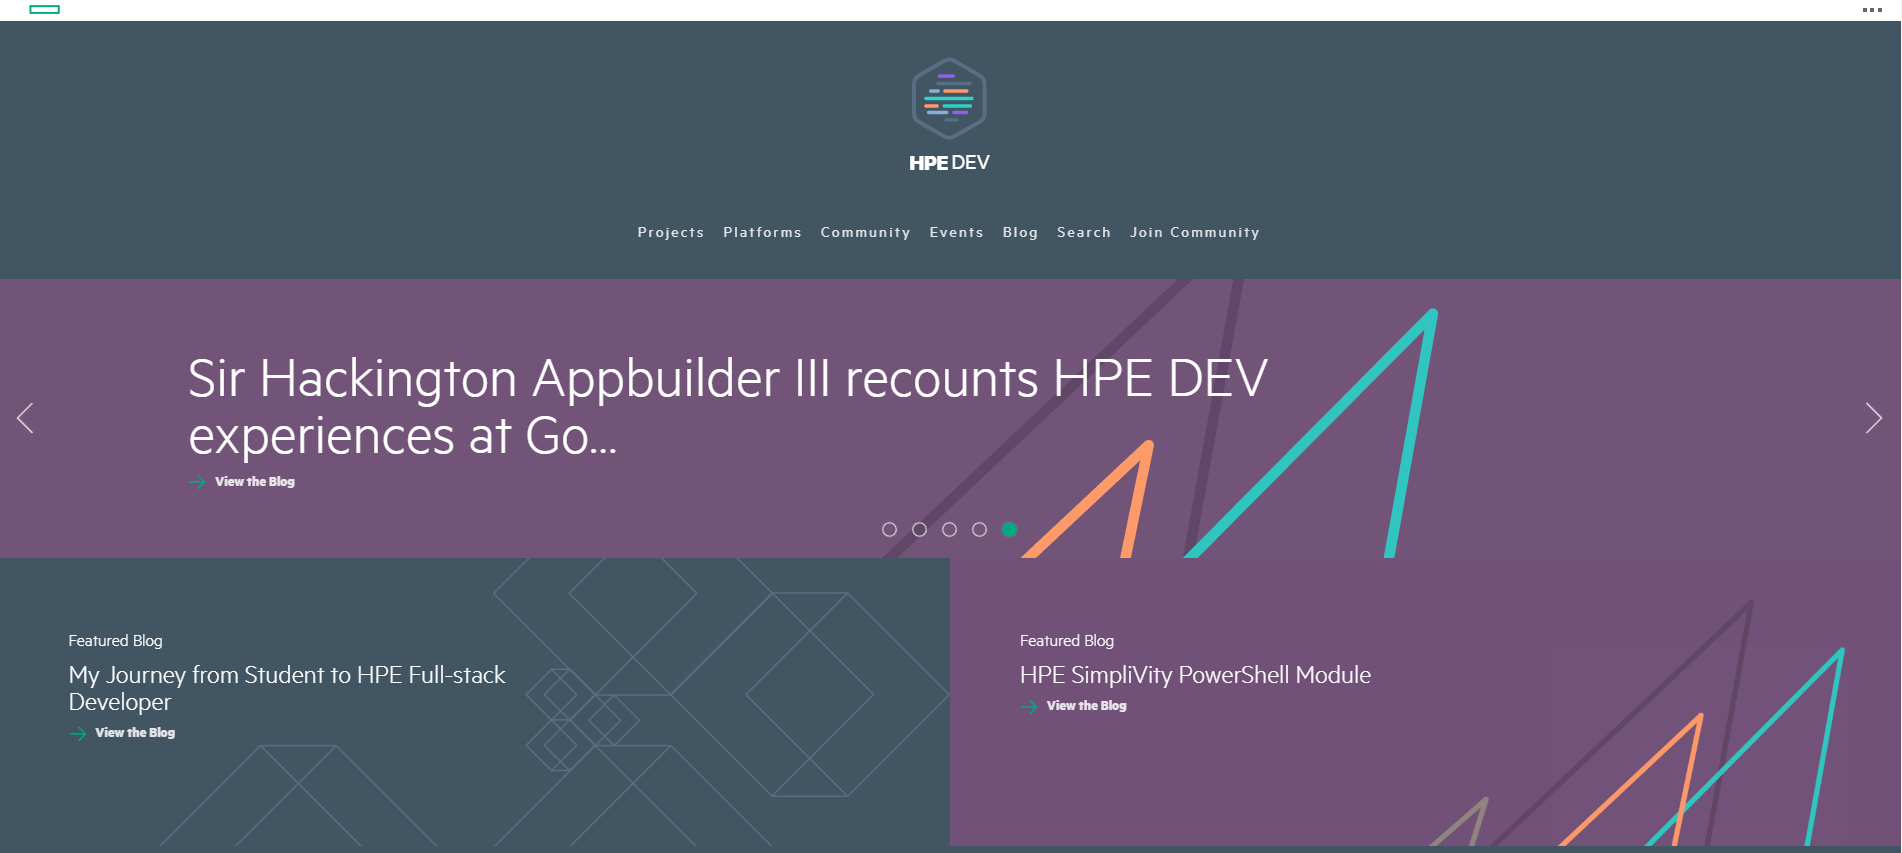 HPE DEV
Projects Platforms Community Events Blog Search Join Community
Sir Hackington Appbuilder III recounts HPE DEV
experiences at Go...
View the Blog
Featured Blog
My Journey from Student to HPE Full-stack
Developer
View the Blog
Featured Blog
HPE SimpliVity PowerShell Module
View the Blog